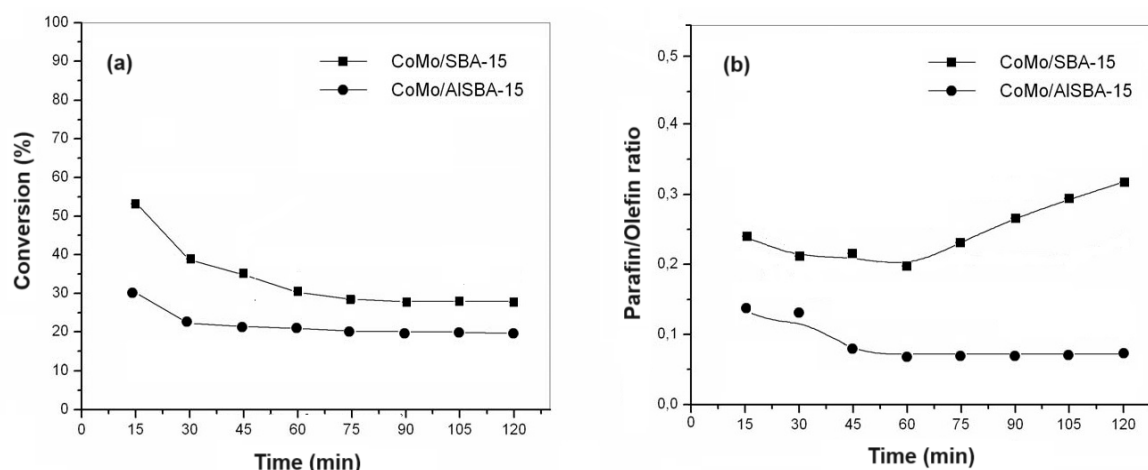 (a)
CoMo/SBA-15
CoMo/AlSBA-15
Conversion (%)
100
90
80
70
60
50
40
30
20
10
0
0 15 30 45 60 75 90 105 120
Time (min)
(b)
CoMo/SBA-15
CoMo/AlSBA-15
Parafin/Olefin ratio
0,5
0,4
0,3
0,2
0,1
0,0
0 15 30 45 60 75 90 105 120
Time (min)